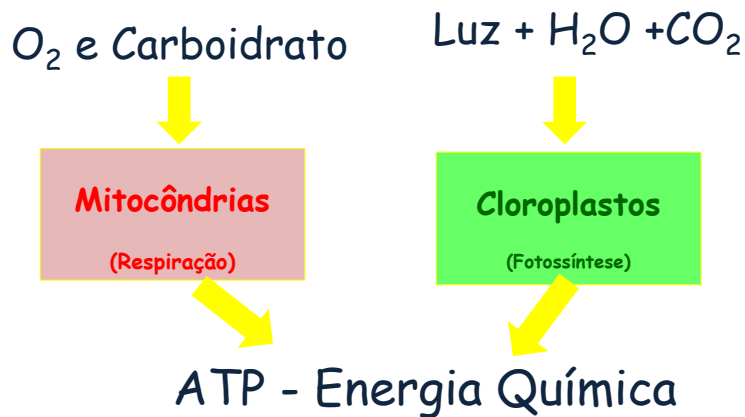 O₂ e Carboidrato
Luz + H₂O +CO₂
Mitocôndrias
(Respiração)
Cloroplastos
(Fotossíntese)
ATP - Energia Química